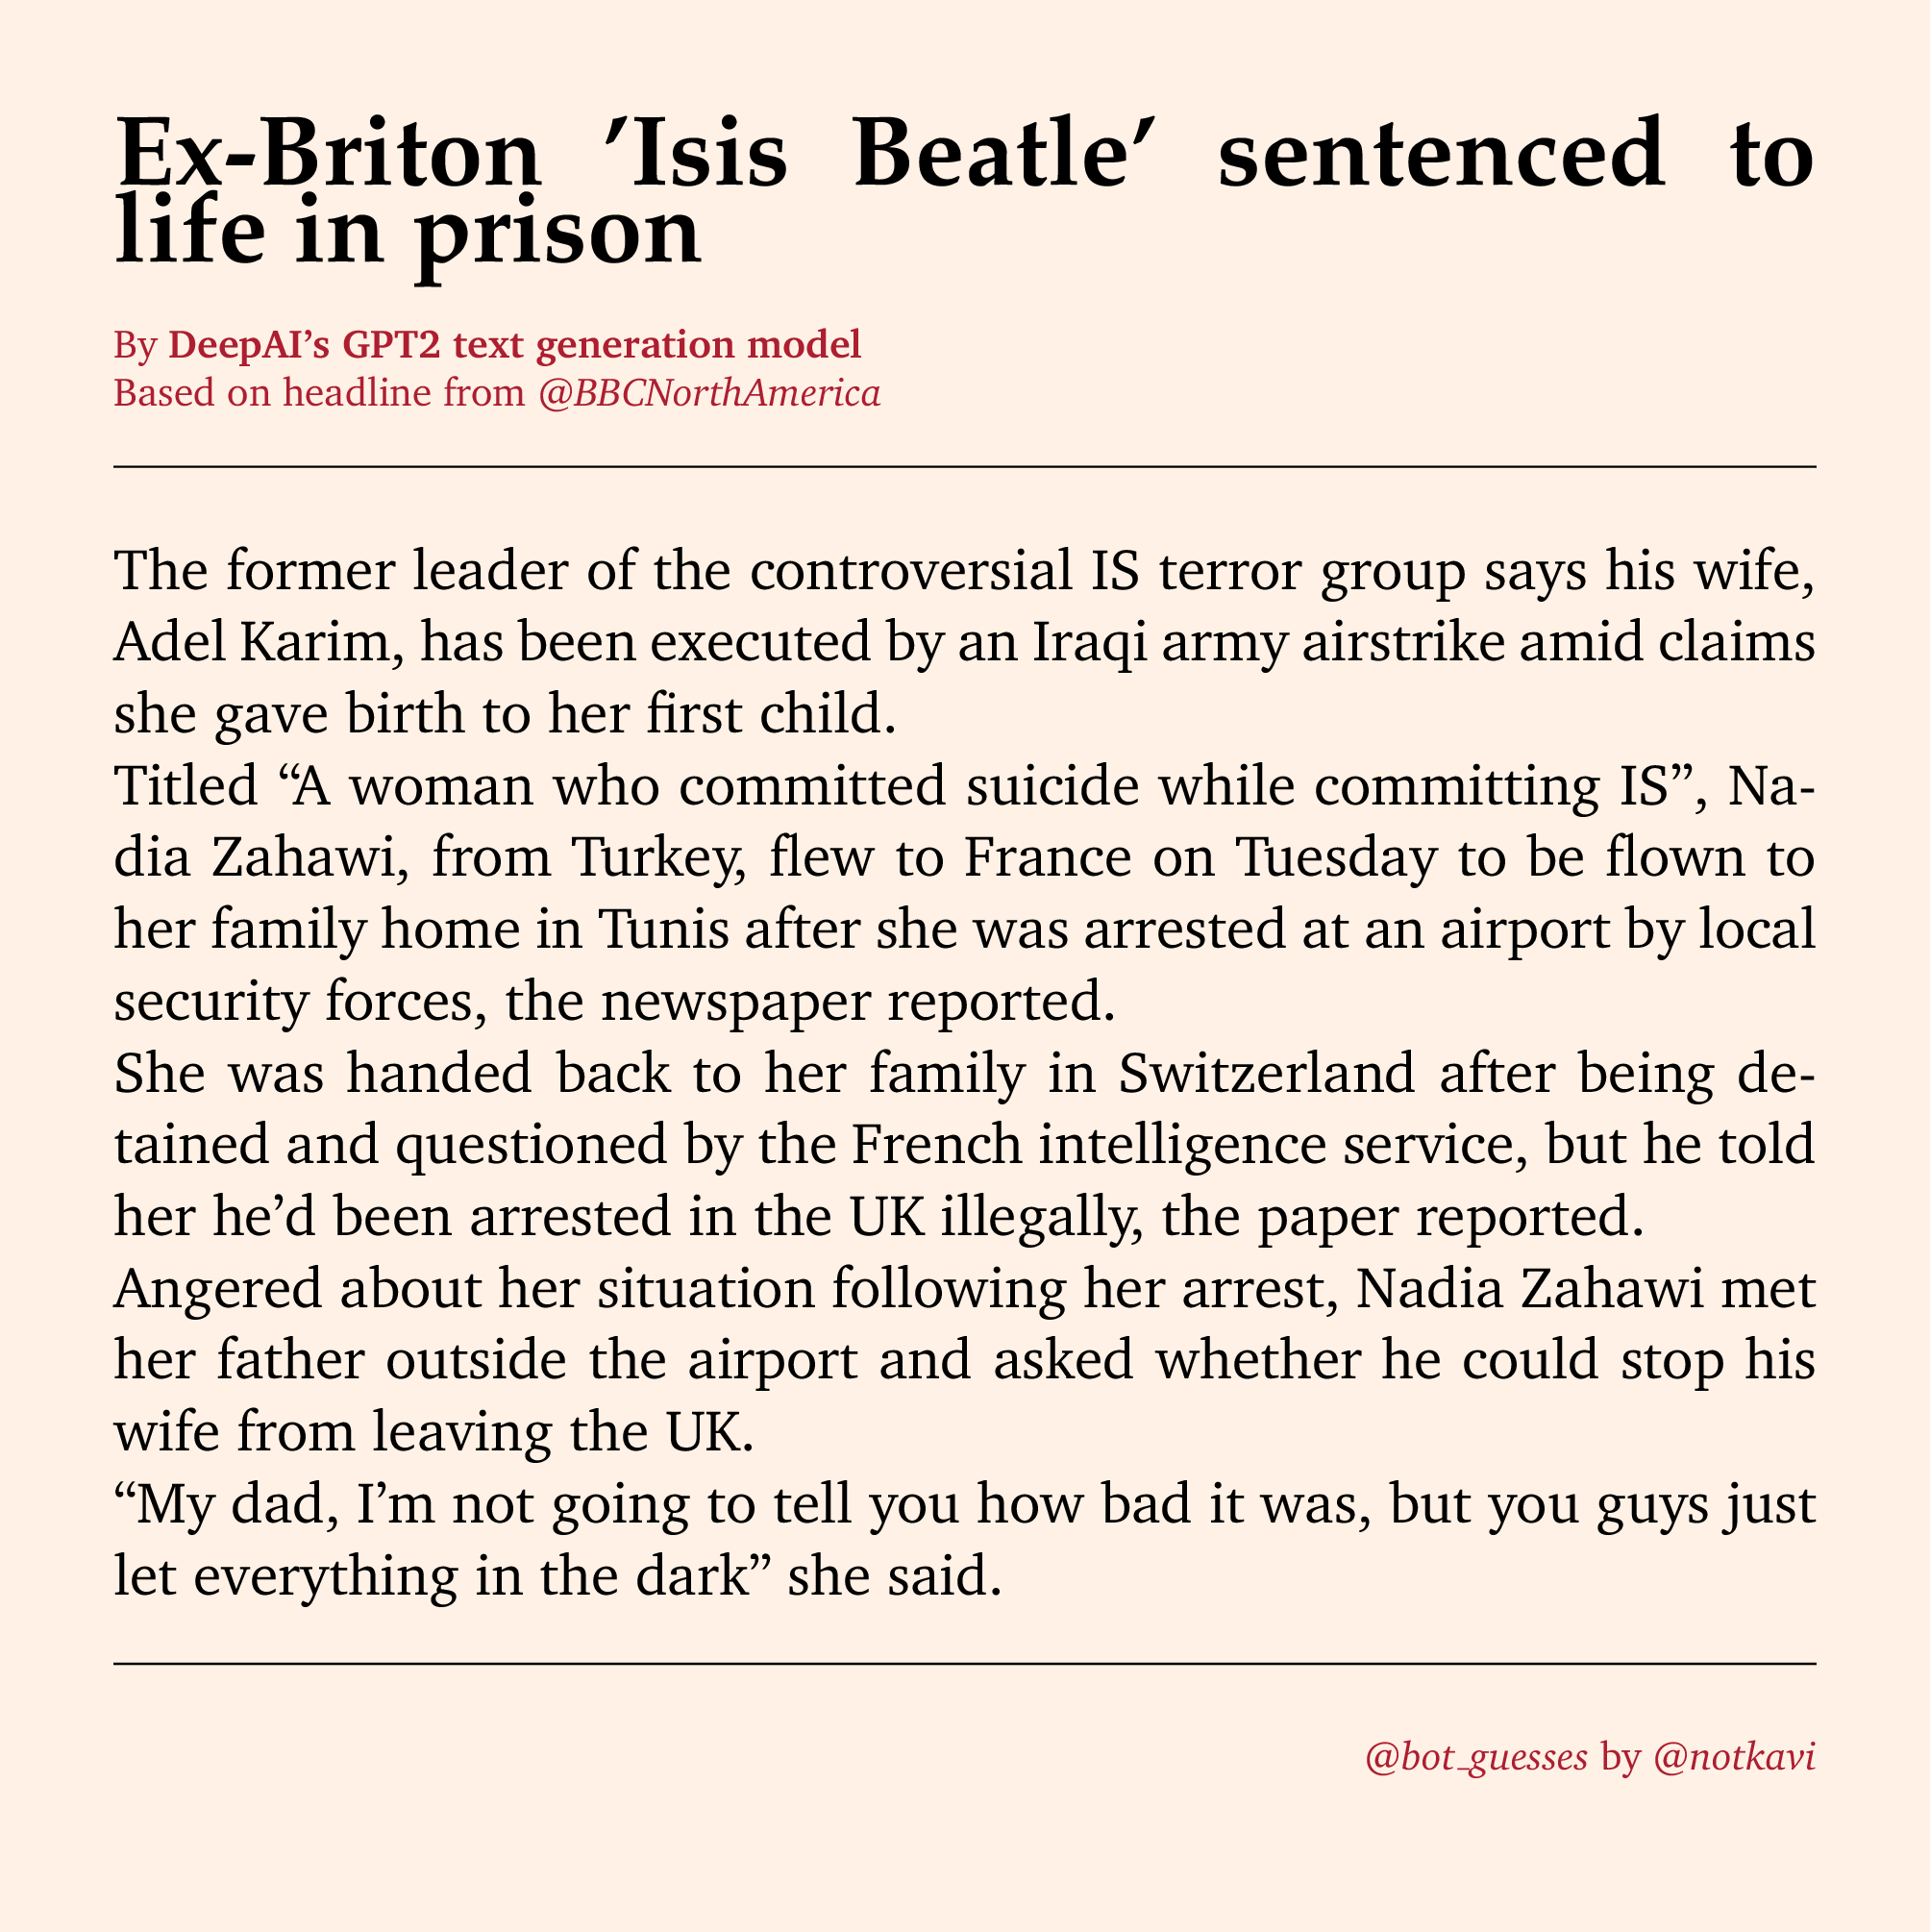 Ex-Briton ’Isis Beatle’ sentenced to
life in prison
By DeepAI’s GPT2 text generation model
Based on headline from @BBCNorthAmerica
The former leader of the controversial IS terror group says his wife,
Adel Karim, has been executed by an Iraqi army airstrike amid claims
she gave birth to her first child.
Titled “A woman who committed suicide while committing IS”, Na-
dia Zahawi, from Turkey, flew to France on Tuesday to be flown to
her family home in Tunis after she was arrested at an airport by local
security forces, the newspaper reported.
She was handed back to her family in Switzerland after being de-
tained and questioned by the French intelligence service, but he told
her he’d been arrested in the UK illegally, the paper reported.
Angered about her situation following her arrest, Nadia Zahawi met
her father outside the airport and asked whether he could stop his
wife from leaving the UK.
“My dad, I’m not going to tell you how bad it was, but you guys just
let everything in the dark” she said.
@bot_guesses by @notkavi